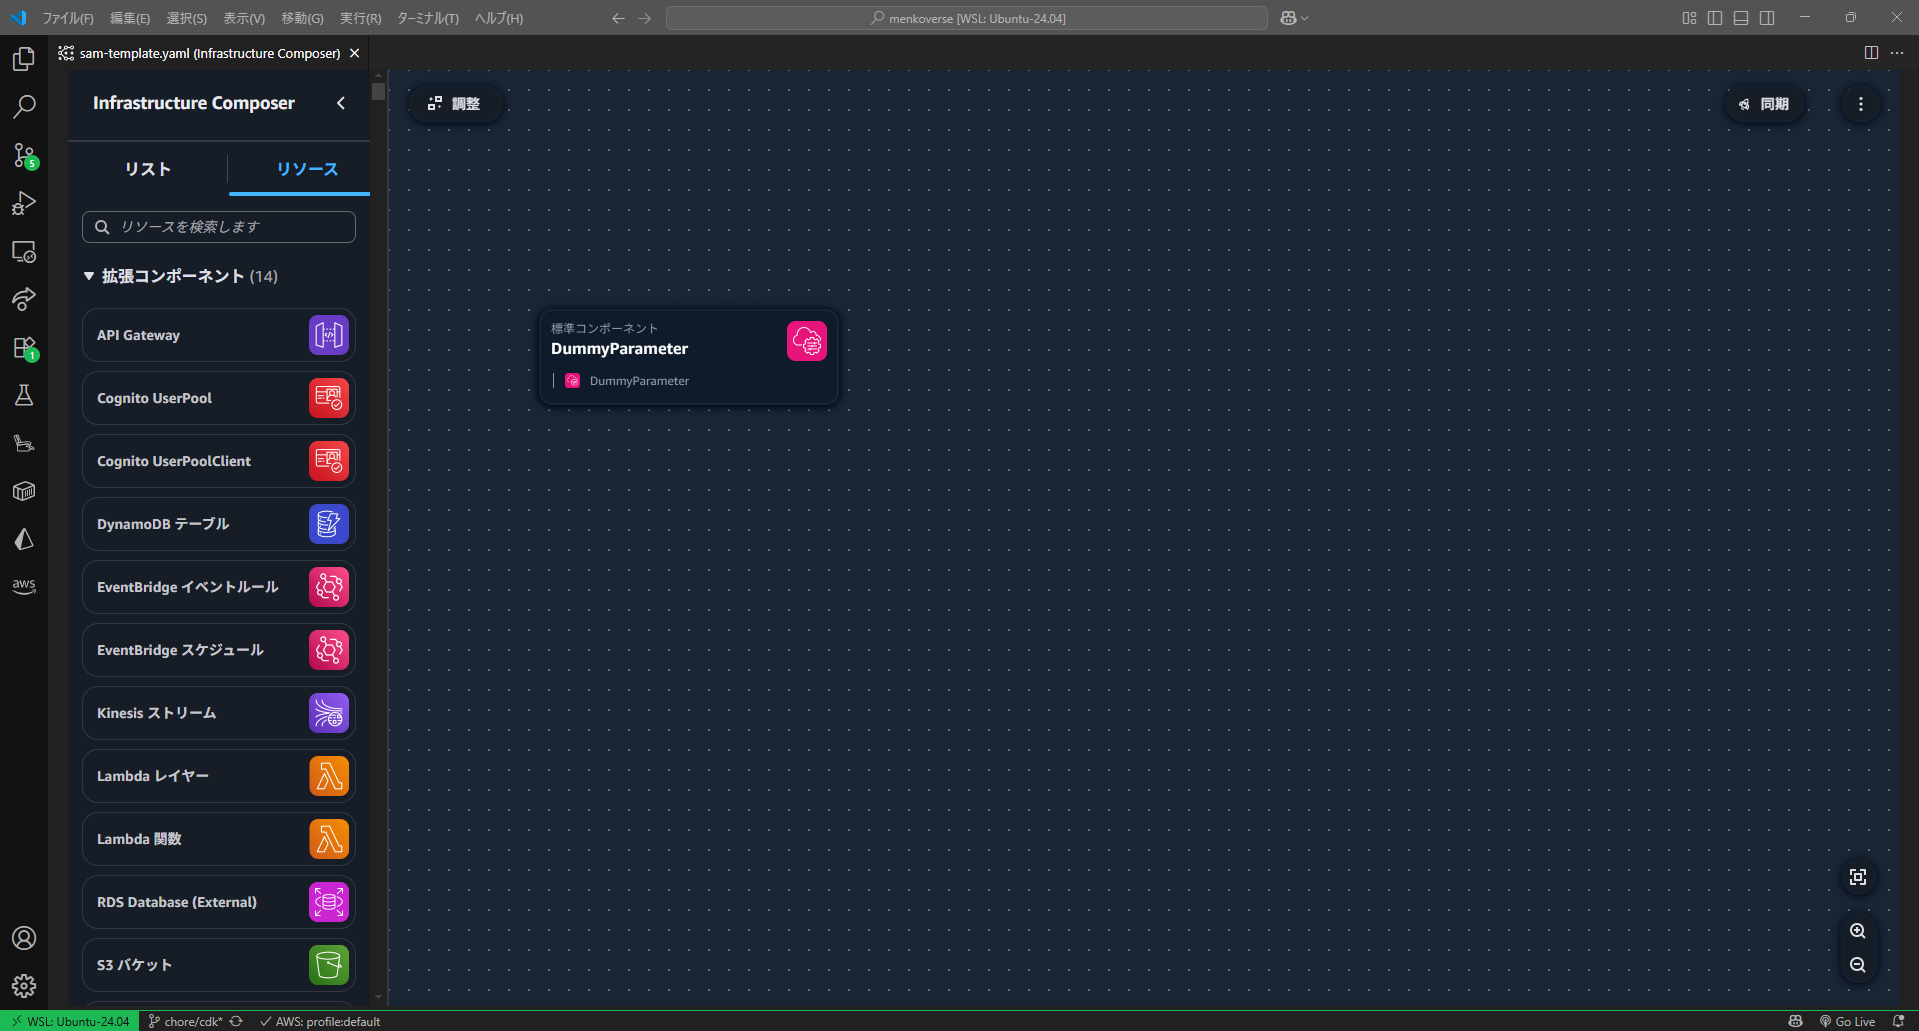 ファイル(F) 編集(E) 選択(S) 表示(V) 移動(G) 実行(R) ターミナル(T) ヘルプ(H)
menkoverse [WSL: Ubuntu-24.04]
sam-template.yaml (Infrastructure Composer)
Infrastructure Composer
調整
同期
リスト
リソース
リソースを検索します
拡張コンポーネント (14)
API Gateway
Cognito UserPool
Cognito UserPoolClient
DynamoDB テーブル
EventBridge イベントルール
EventBridge スケジュール
Kinesis ストリーム
Lambda レイヤー
Lambda 関数
RDS Database (External)
S3 バケット
標準コンポーネント
DummyParameter
DummyParameter
5
1
aws
WSL: Ubuntu-24.04
chore/cdk*
AWS: profile:default
Go Live